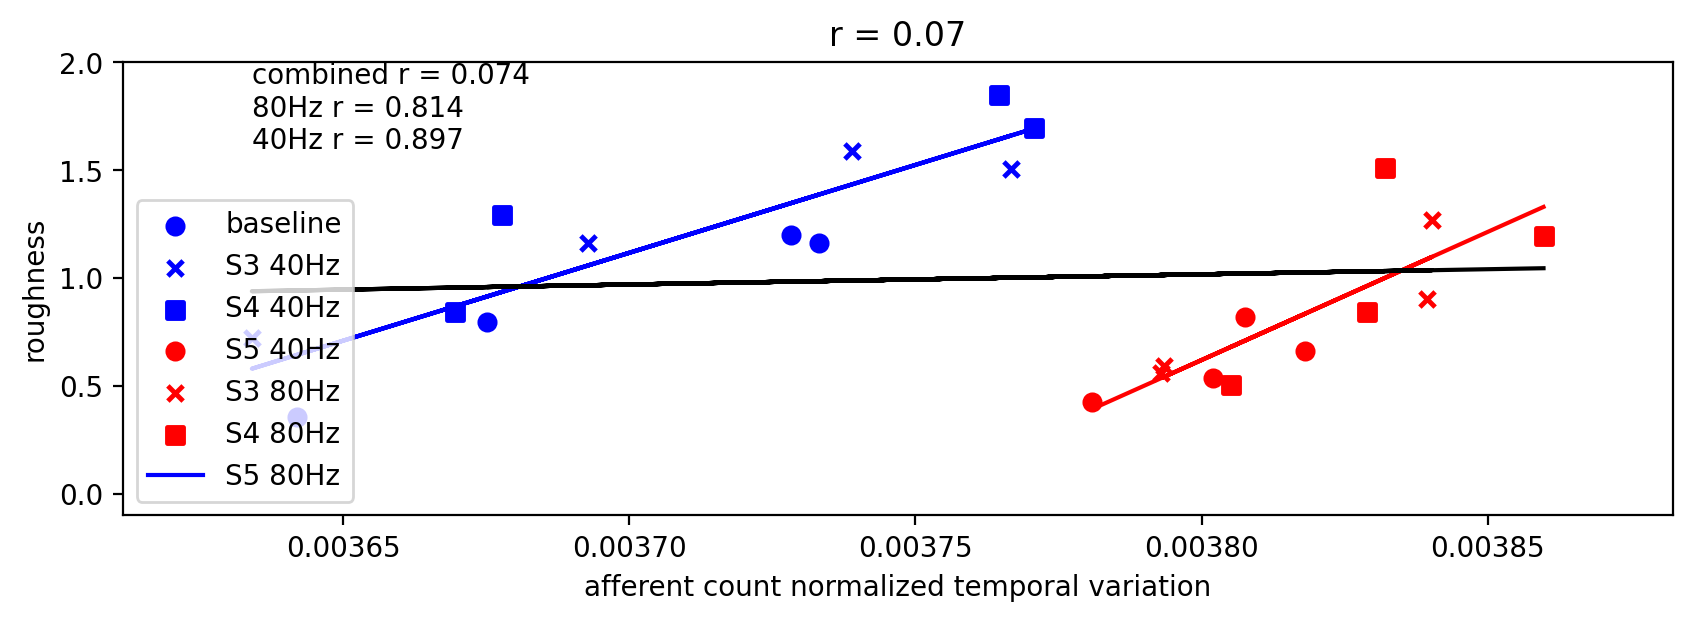 r = 0.07
combined r = 0.074
80Hz r = 0.814
40Hz r = 0.897
2.0
1.5
1.0
0.5
0.0
roughness
baseline
S3 40Hz
S4 40Hz
S5 40Hz
S3 80Hz
S4 80Hz
S5 80Hz
0.00365 0.00370 0.00375 0.00380 0.00385
afferent count normalized temporal variation